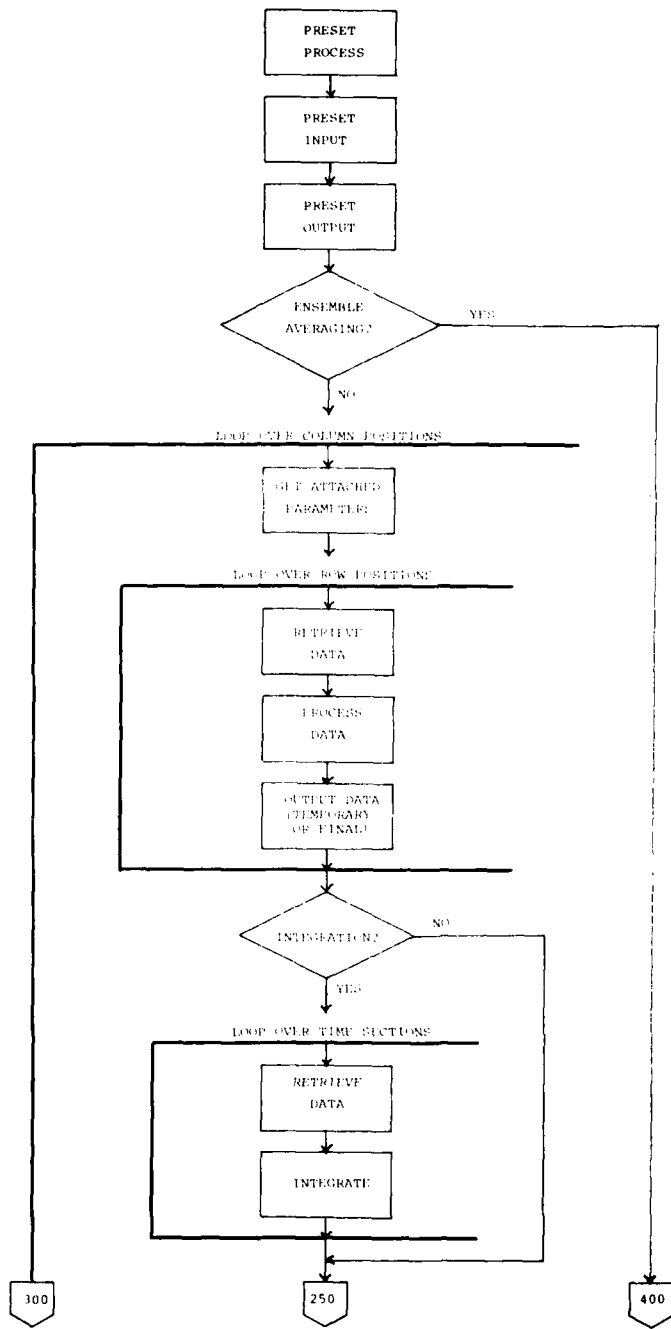 PRESET
PROCESS
PRESET
INPUT
PRESET
OUTPUT
ENSEMBLE
AVERAGING?
YES
NO
LOOP OVER COLUMN POSITIONS
GET ATTACHED
PARAMETERS
LOOP OVER ROW POSITIONS
RETRIEVE
DATA
PROCESS
DATA
OUTPUT DATA
(TEMPORARY
OR FINAL)
INTEGRATION?
NO
YES
LOOP OVER TIME SECTIONS
RETRIEVE
DATA
INTEGRATE
300
250
400